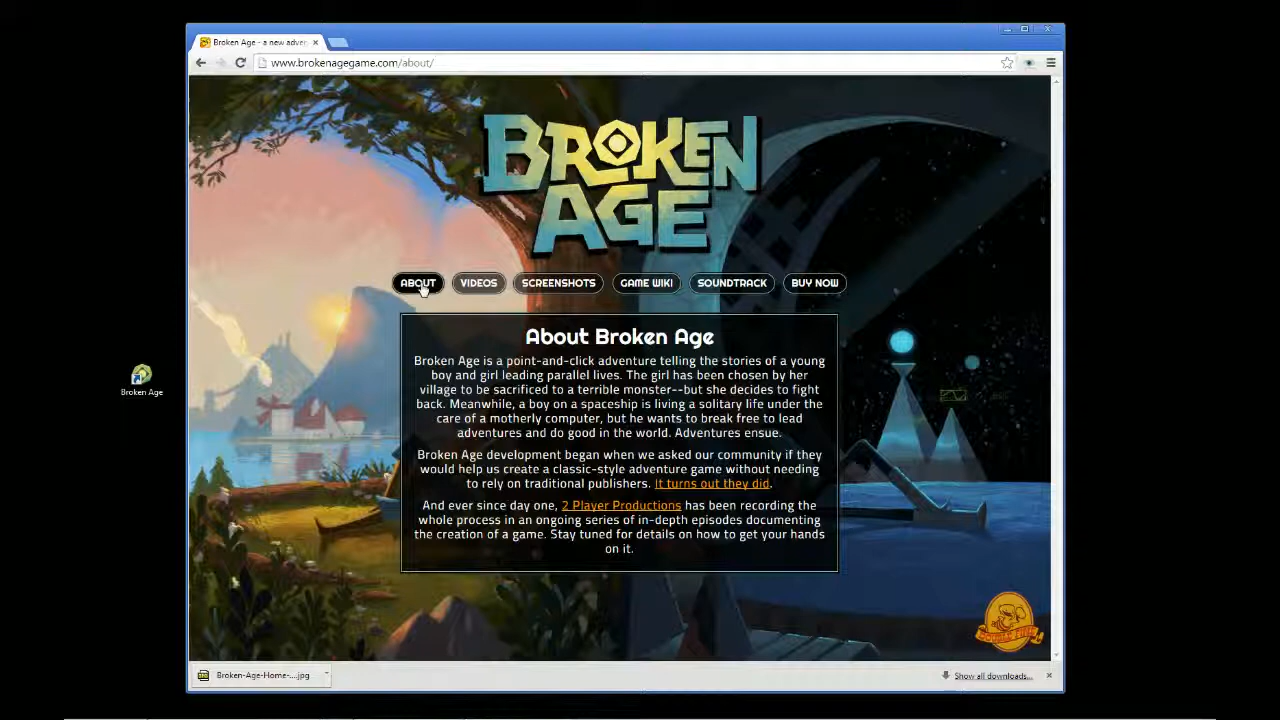 Broken Age - a new adver
www.brokenagegame.com/about/
BROKEN
AGE
ABOUT VIDEOS SCREENSHOTS GAME WIKI SOUNDTRACK BUY NOW
About Broken Age
Broken Age is a point-and-click adventure telling the stories of a young
boy and girl leading parallel lives. The girl has been chosen by her
village to be sacrificed to a terrible monster--but she decides to fight
back. Meanwhile, a boy on a spaceship is living a solitary life under the
care of a motherly computer, but he wants to break free to lead
adventures and do good in the world. Adventures ensue.
Broken Age development began when we asked our community if they
would help us create a classic-style adventure game without needing
to rely on traditional publishers. It turns out they did.
And ever since day one, 2 Player Productions has been recording the
whole process in an ongoing series of in-depth episodes documenting
the creation of a game. Stay tuned for details on how to get your hands
on it.
Broken Age
DOUBLE FINE
Broken-Age-Home-....jpg
Show all downloads...